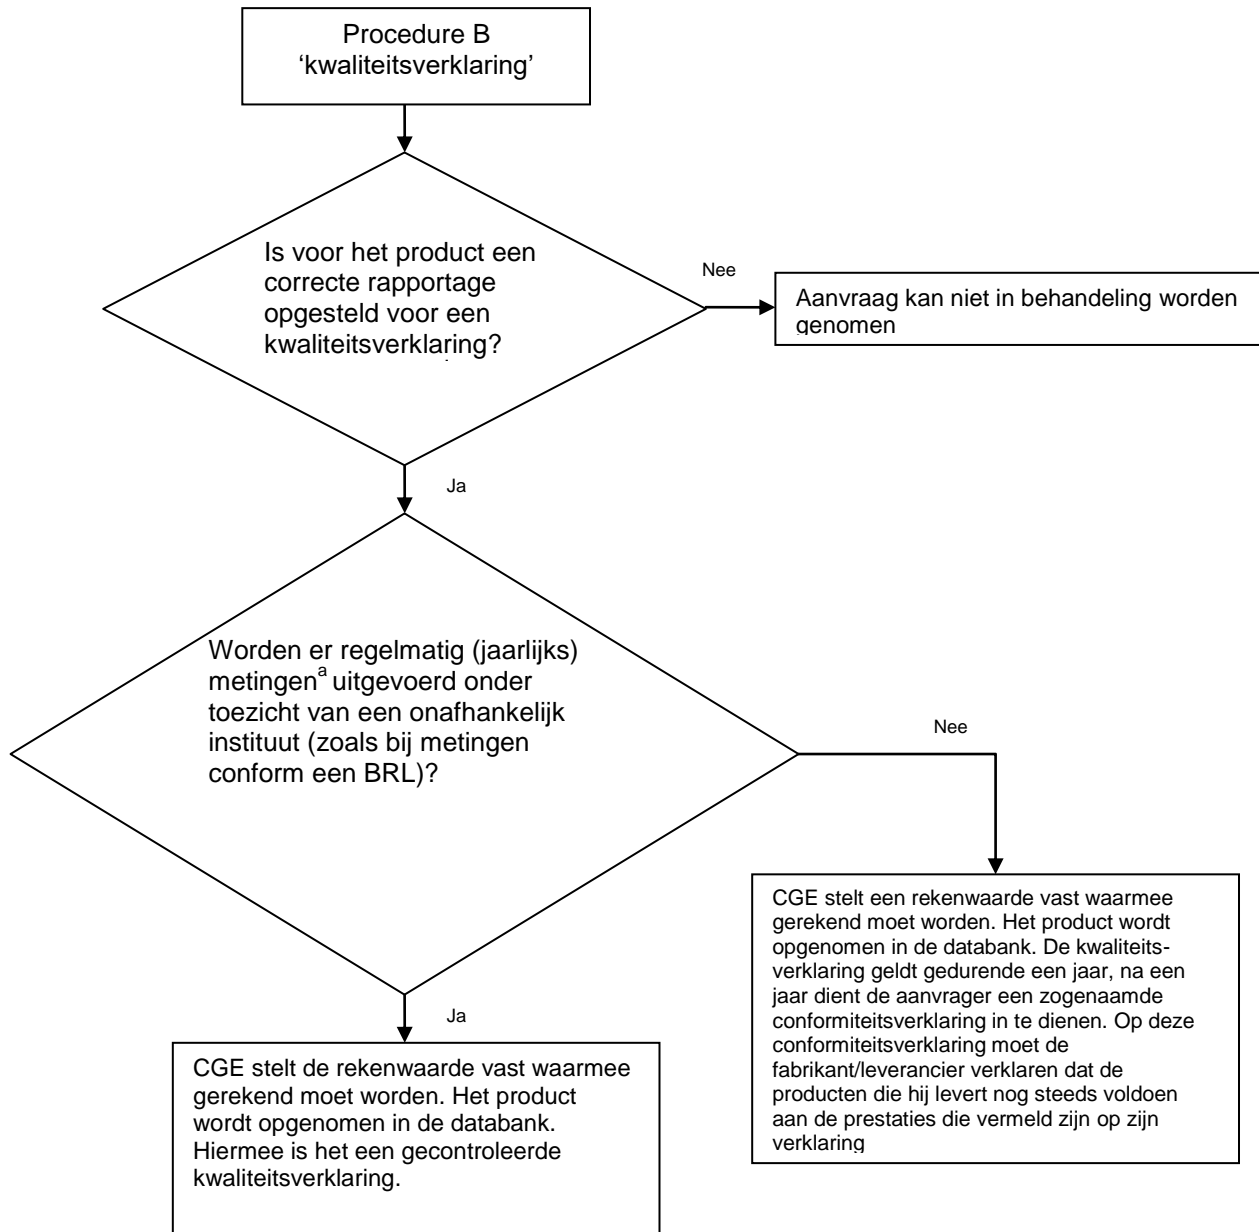 Procedure B
‘kwaliteitsverklaring’
Is voor het product een
correcte rapportage
opgesteld voor een
kwaliteitsverklaring?
Nee
Aanvraag kan niet in behandeling worden
genomen
Ja
Worden er regelmatig (jaarlijks)
metingenᵃ uitgevoerd onder
toezicht van een onafhankelijk
instituut (zoals bij metingen
conform een BRL)?
Nee
CGE stelt een rekenwaarde vast waarmee
gerekend moet worden. Het product wordt
opgenomen in de databank. De kwaliteits-
verklaring geldt gedurende een jaar, na een
jaar dient de aanvrager een zogenaamde
conformiteitsverklaring in te dienen. Op deze
conformiteitsverklaring moet de
fabrikant/leverancier verklaren dat de
producten die hij levert nog steeds voldoen
aan de prestaties die vermeld zijn op zijn
verklaring
Ja
CGE stelt de rekenwaarde vast waarmee
gerekend moet worden. Het product
wordt opgenomen in de databank.
Hiermee is het een gecontroleerde
kwaliteitsverklaring.